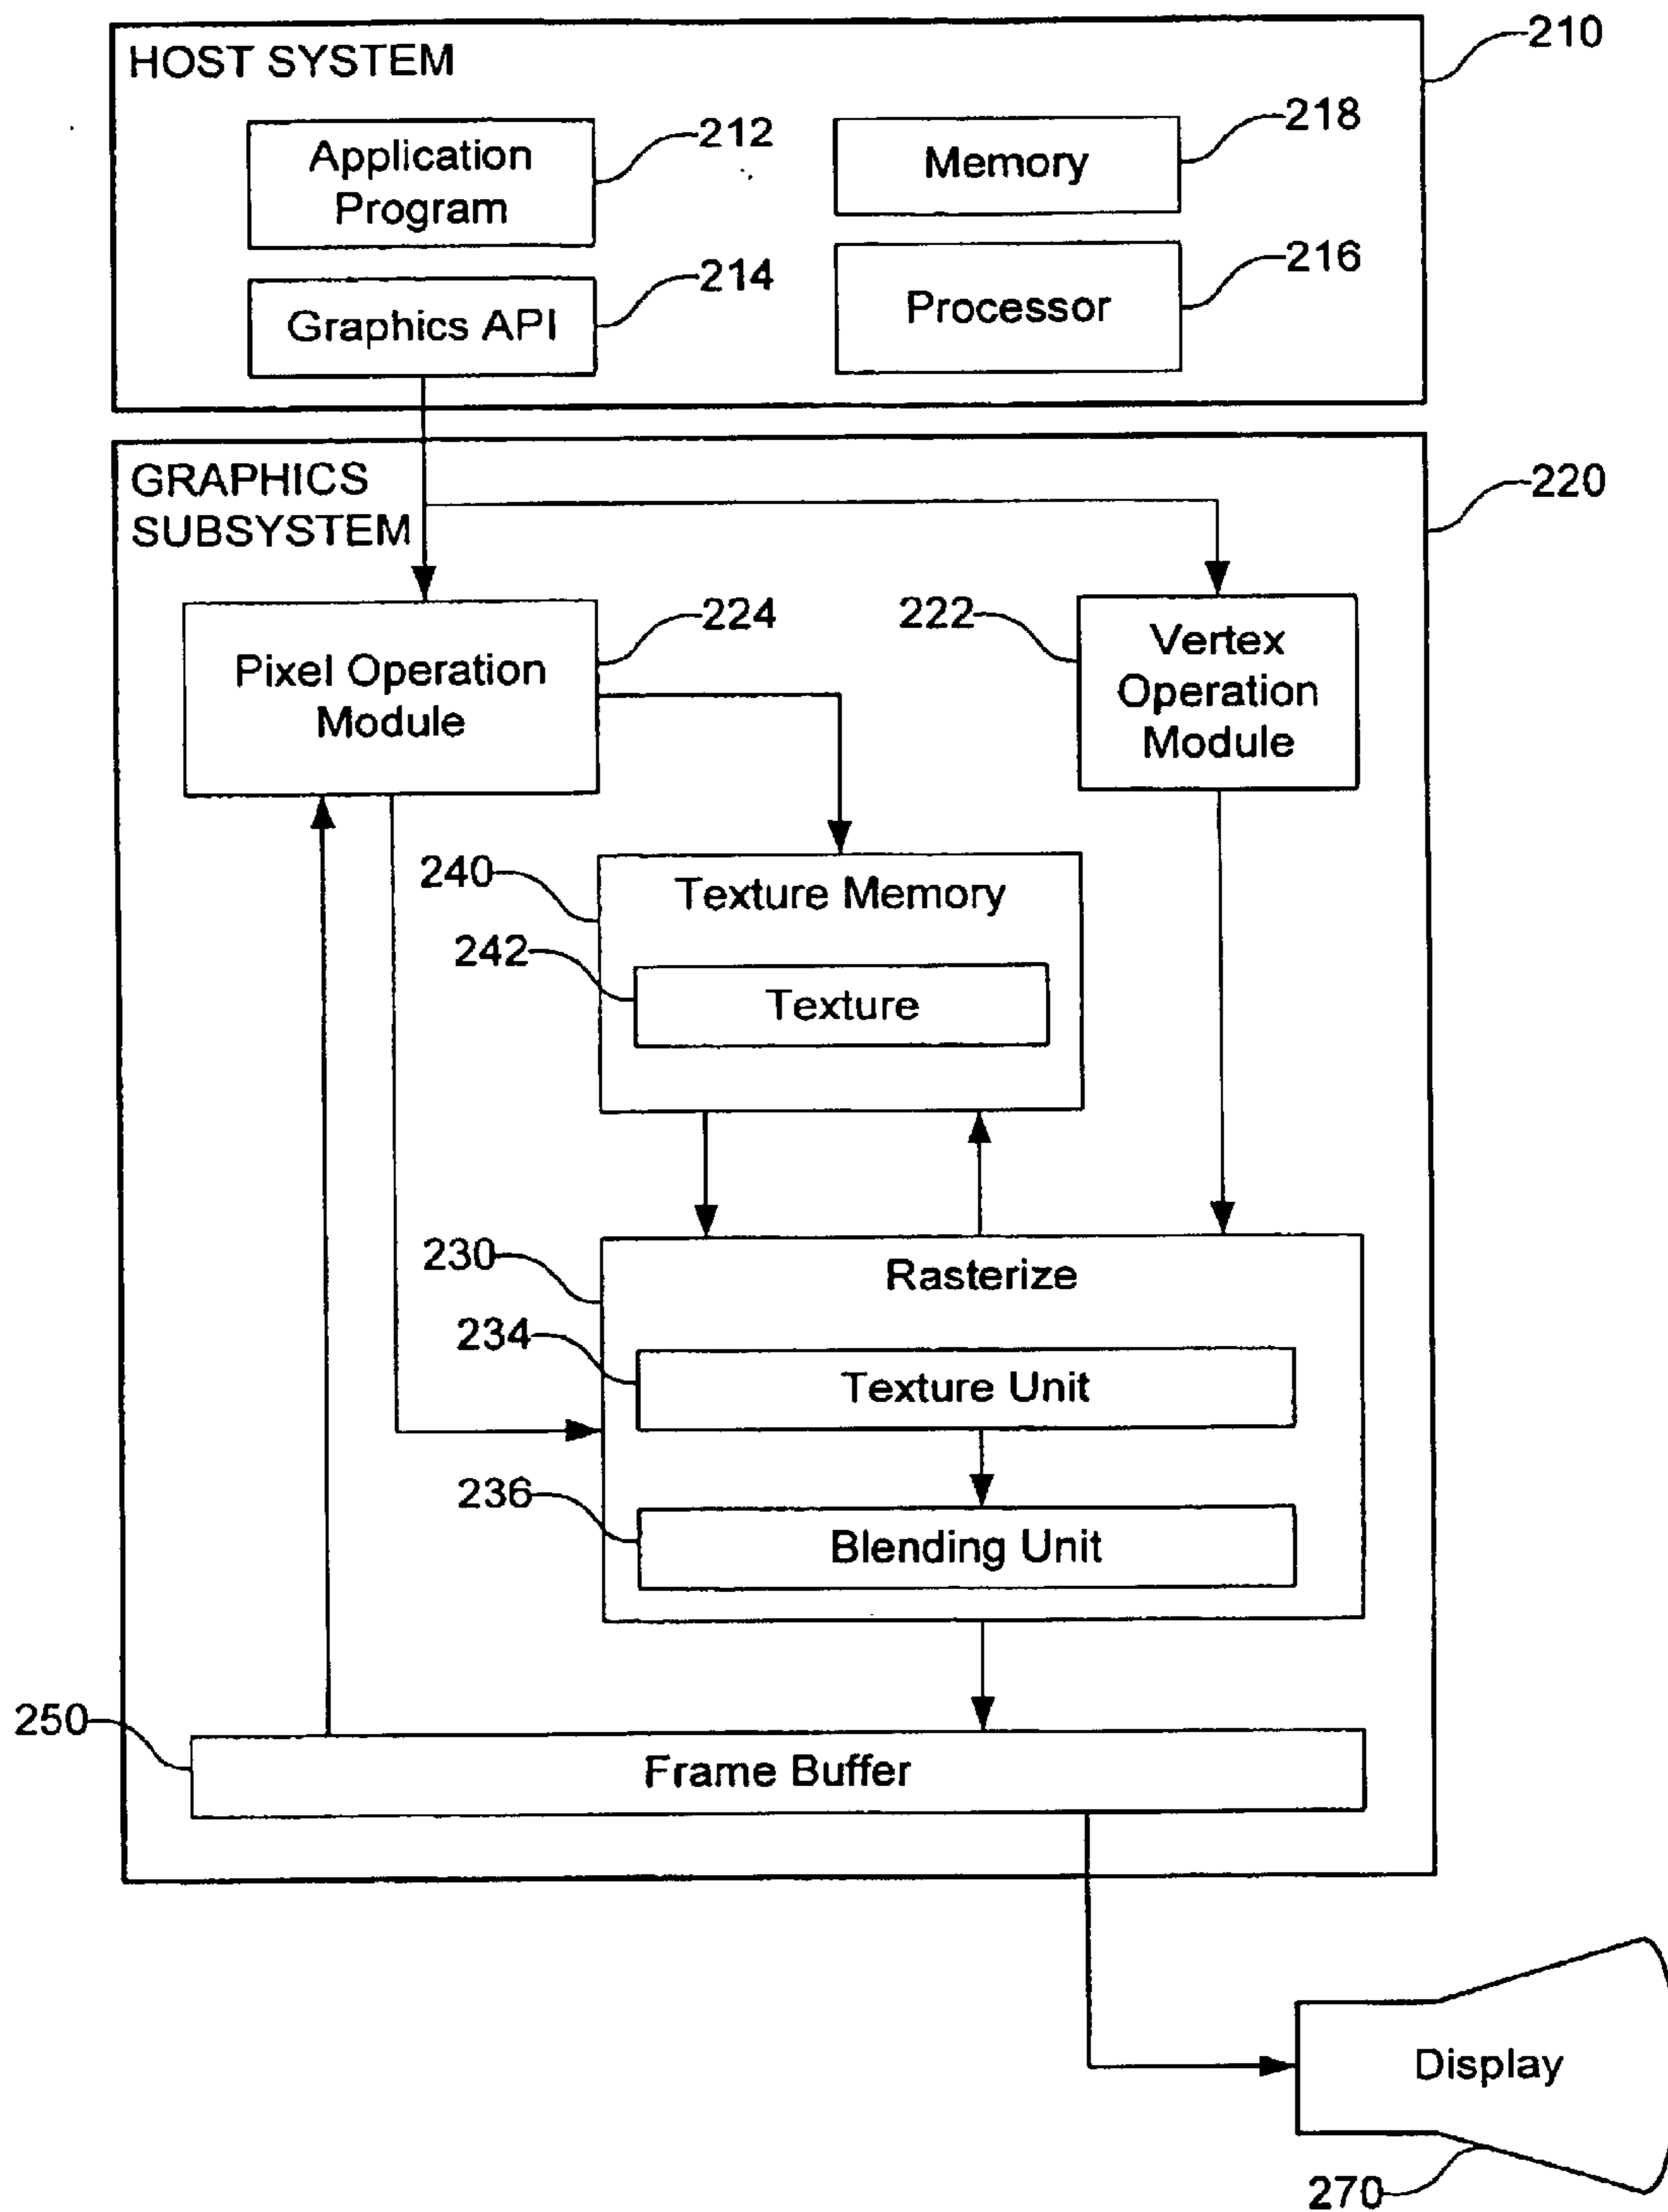 HOST SYSTEM
210
Application
Program
212
Memory
218
Graphics API
214
Processor
216
GRAPHICS
SUBSYSTEM
220
Pixel Operation
Module
224
222
Vertex
Operation
Module
240
Texture Memory
242
Texture
230
Rasterize
234
Texture Unit
236
Blending Unit
250
Frame Buffer
Display
270